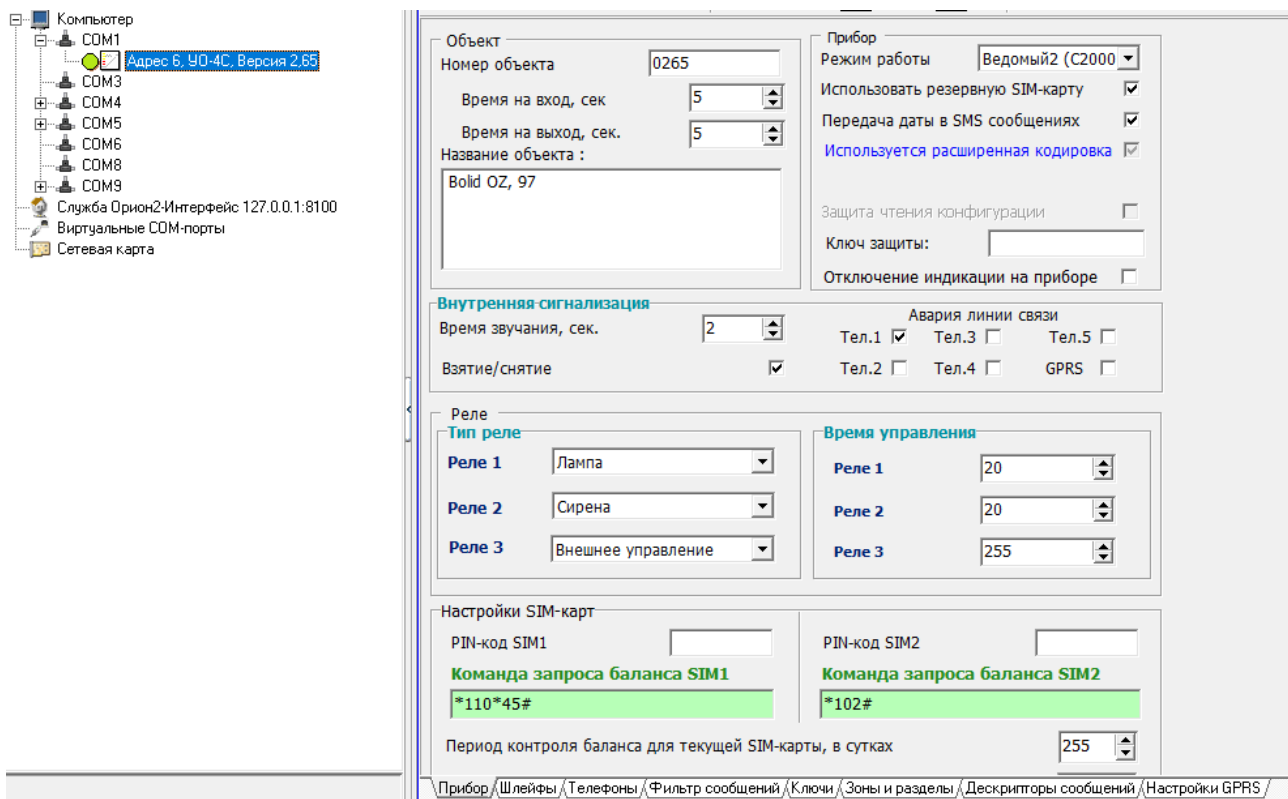 Компьютер
COM1
Адрес 6, УО-4С, Версия 2,65
COM3
COM4
COM5
COM6
COM8
COM9
Служба Орион2-Интерфейс 127.0.0.1:8100
Виртуальные COM-порты
Сетевая карта
Объект
Номер объекта 0265
Время на вход, сек 5
Время на выход, сек. 5
Название объекта :
Bolid OZ, 97
Прибор
Режим работы Ведомый2 (С2000
Использовать резервную SIM-карту
Передача даты в SMS сообщениях
Используется расширенная кодировка
Защита чтения конфигурации
Ключ защиты:
Отключение индикации на приборе
Внутренняя сигнализация
Время звучания, сек. 2
Взятие/снятие
Авария линии связи
Тел.1 Тел.3 Тел.5
Тел.2 Тел.4 GPRS
Реле
Тип реле
Реле 1 Лампа
Реле 2 Сирена
Реле 3 Внешнее управление
Время управления
Реле 1 20
Реле 2 20
Реле 3 255
Настройки SIM-карт
PIN-код SIM1
Команда запроса баланса SIM1
*110*45#
PIN-код SIM2
Команда запроса баланса SIM2
*102#
Период контроля баланса для текущей SIM-карты, в сутках 255
Прибор Шлейфы Телефоны Фильтр сообщений Ключи Зоны и разделы Дескрипторы сообщений Настройки GPRS